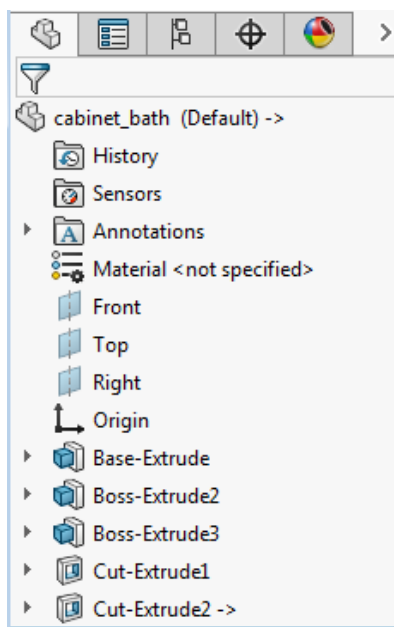 cabinet_bath (Default) ->
History
Sensors
Annotations
Material <not specified>
Front
Top
Right
Origin
Base-Extrude
Boss-Extrude2
Boss-Extrude3
Cut-Extrude1
Cut-Extrude2 ->